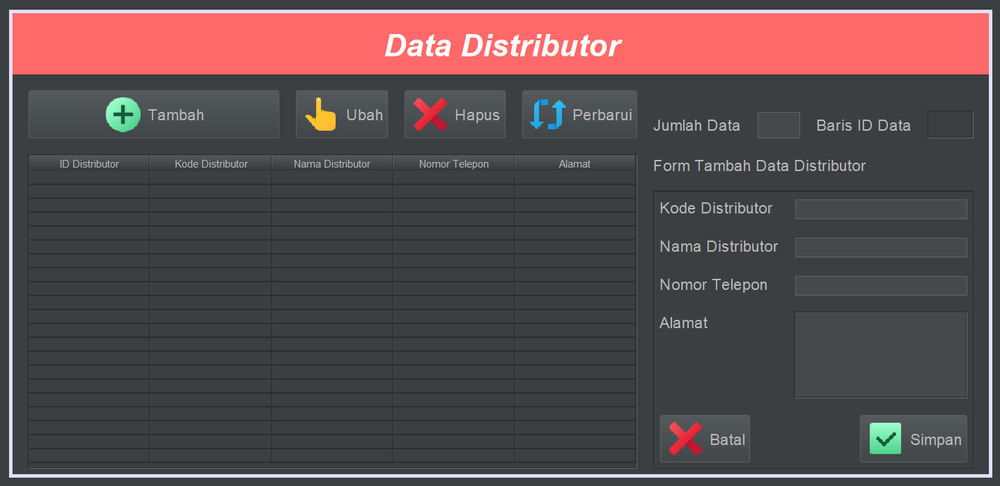 Data Distributor
Tambah
Ubah
Hapus
Perbarui
Jumlah Data
Baris ID Data
ID Distributor
Kode Distributor
Nama Distributor
Nomor Telepon
Alamat
Form Tambah Data Distributor
Kode Distributor
Nama Distributor
Nomor Telepon
Alamat
Batal
Simpan